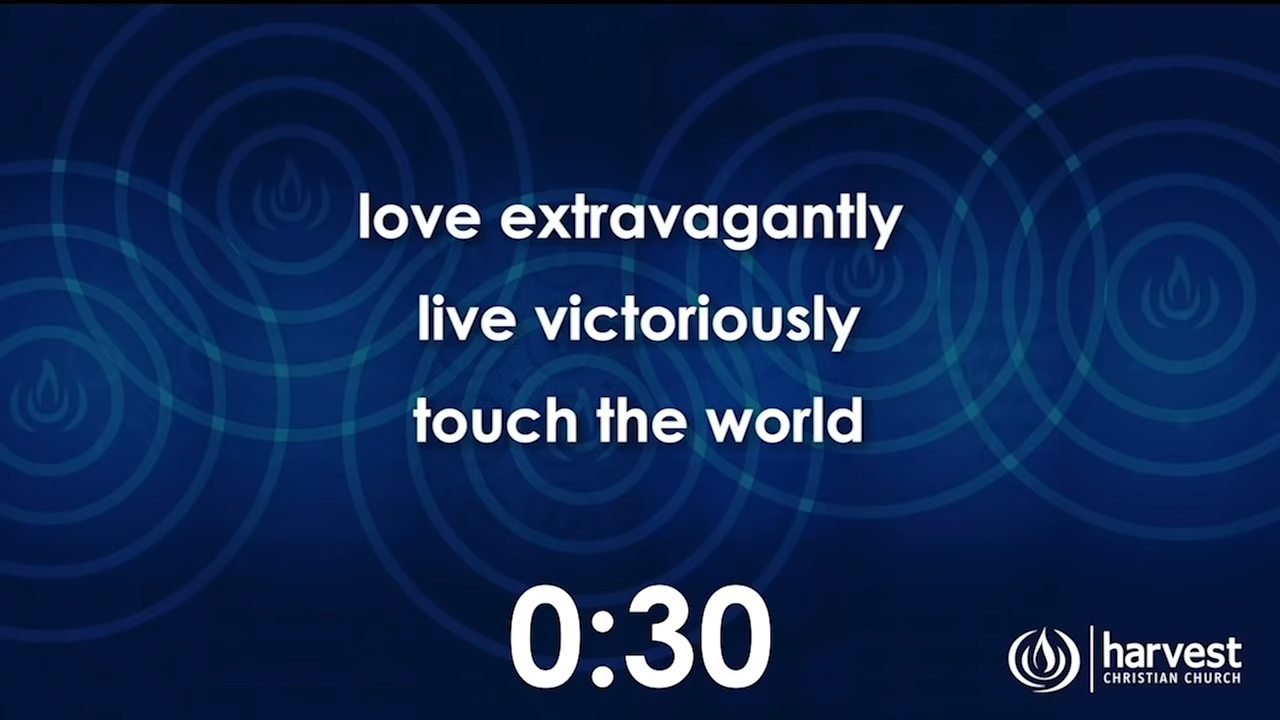 love extravagantly
live victoriously
touch the world
0:30
harvest
CHRISTIAN CHURCH